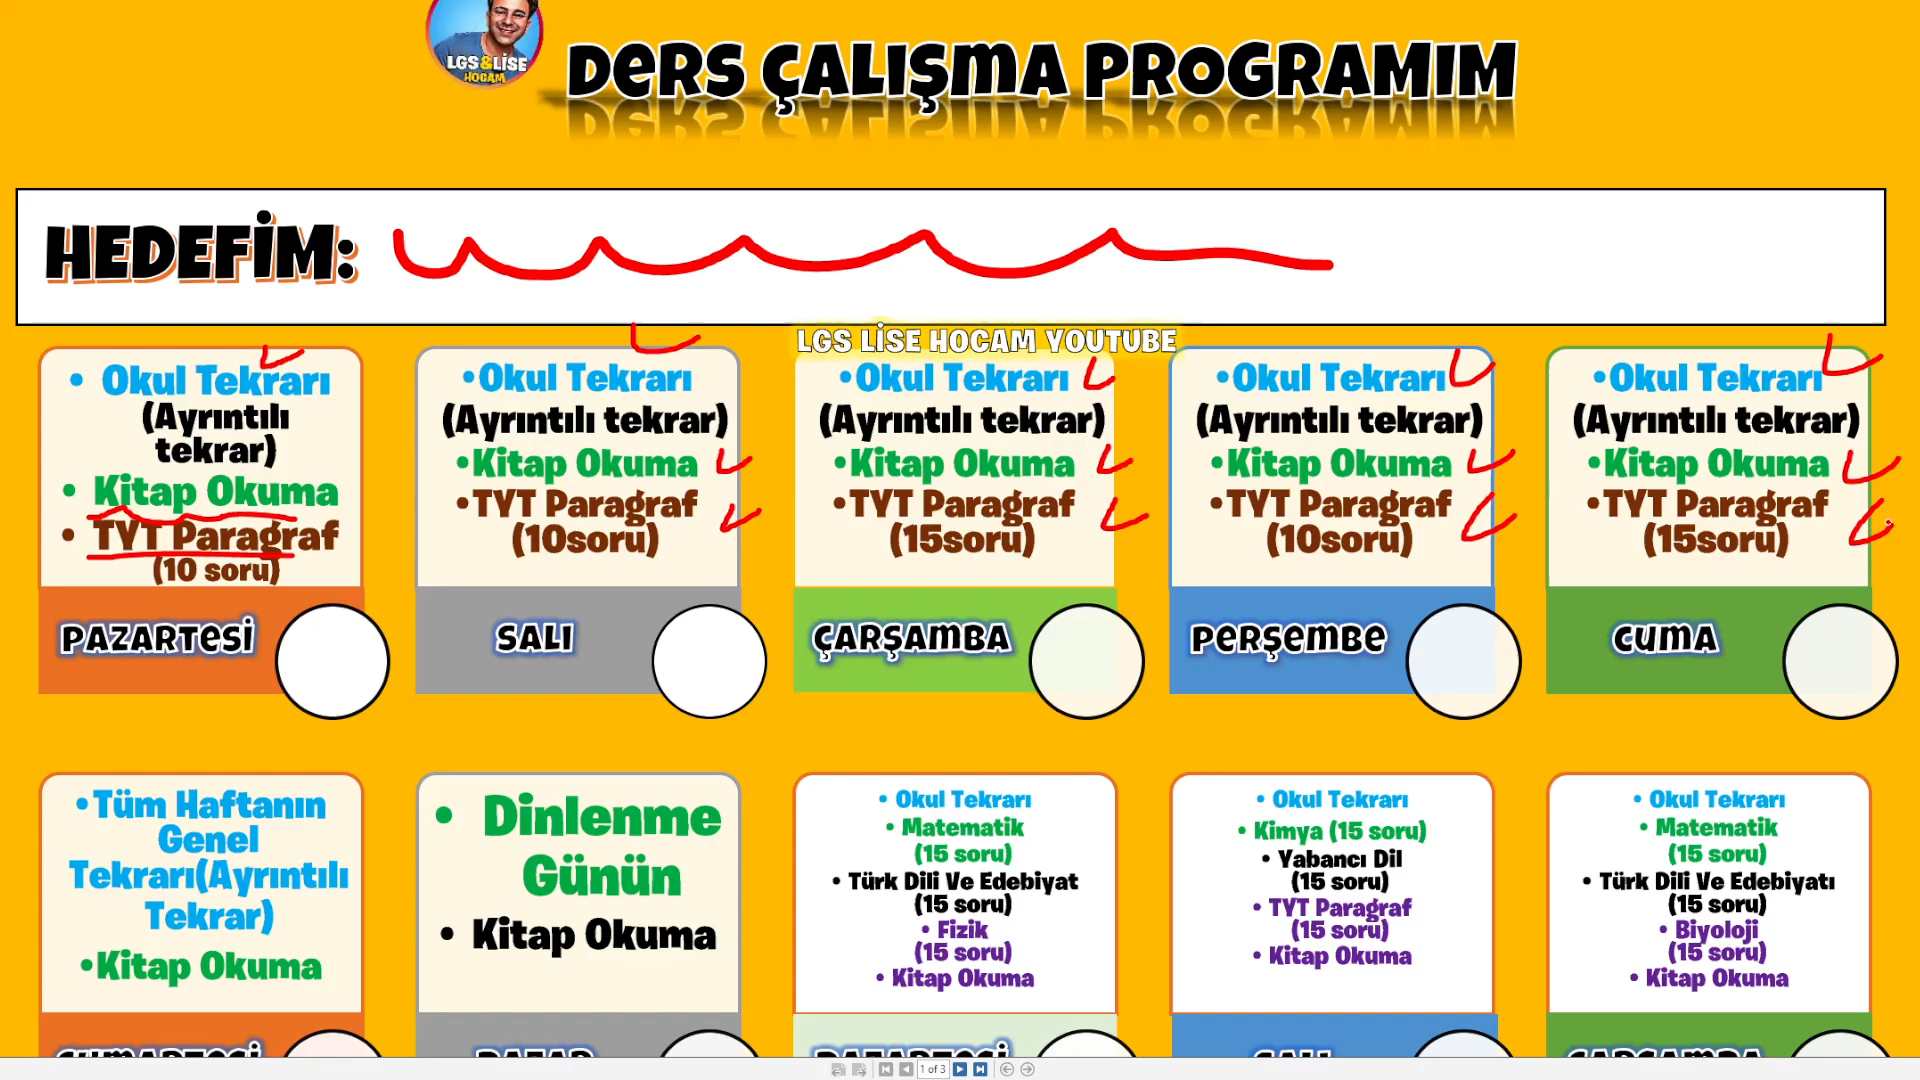 LGS&LİSE
HOCAM
DERS ÇALIŞMA PROGRAMIM
HEDEFİM:
LGS LİSE HOCAM YOUTUBE
• Okul Tekrarı
(Ayrıntılı
tekrar)
• Kitap Okuma
• TYT Paragraf
(10 soru)
PAZARTESİ
•Okul Tekrarı
(Ayrıntılı tekrar)
•Kitap Okuma
•TYT Paragraf
(10soru)
SALI
•Okul Tekrarı
(Ayrıntılı tekrar)
•Kitap Okuma
•TYT Paragraf
(15soru)
ÇARŞAMBA
•Okul Tekrarı
(Ayrıntılı tekrar)
•Kitap Okuma
•TYT Paragraf
(10soru)
PERŞEMBE
•Okul Tekrarı
(Ayrıntılı tekrar)
•Kitap Okuma
•TYT Paragraf
(15soru)
CUMA
•Tüm Haftanın
Genel
Tekrarı(Ayrıntılı
Tekrar)
•Kitap Okuma
CUMARTESİ
• Dinlenme
Günün
• Kitap Okuma
PAZAR
• Okul Tekrarı
• Matematik
(15 soru)
• Türk Dili Ve Edebiyat
(15 soru)
• Fizik
(15 soru)
• Kitap Okuma
PAZARTESİ
• Okul Tekrarı
• Kimya (15 soru)
• Yabancı Dil
(15 soru)
• TYT Paragraf
(15 soru)
• Kitap Okuma
SALI
• Okul Tekrarı
• Matematik
(15 soru)
• Türk Dili Ve Edebiyatı
(15 soru)
• Biyoloji
(15 soru)
• Kitap Okuma
ÇARŞAMBA
1 of 3